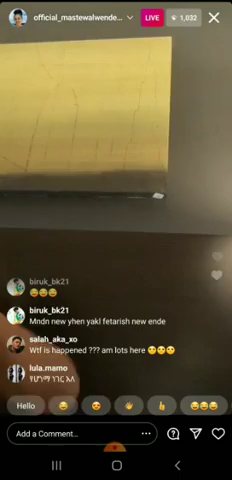 official_mastewalwende...
LIVE
1,032
biruk_bk21
😂😂😂
biruk_bk21
Mndn new yhen yakl fetarish new ende
salah_aka_xo
Wtf is happened ??? am lots here 🤭🤭🤭
lula.mamo
የሆነማ ነገር አለ
Hello
Add a Comment...